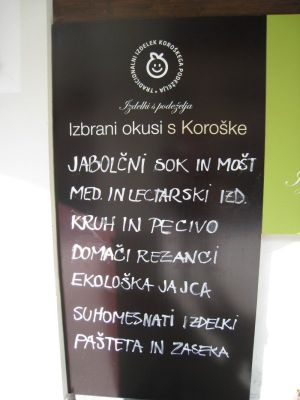 TRADICIONALNI IZDELEK KOROŠKEGA PODEŽELJA
Izdelki s podeželja
Izbrani okusi s Koroške
JABOLČNI SOK IN MOŠT
MED. IN LECTARSKI IZD.
KRUH IN PECIVO
DOMAČI REZANCI
EKOLOŠKA JAJCA
SUHOMESNATI IZDELKI
PAŠTETA IN ZASEKA